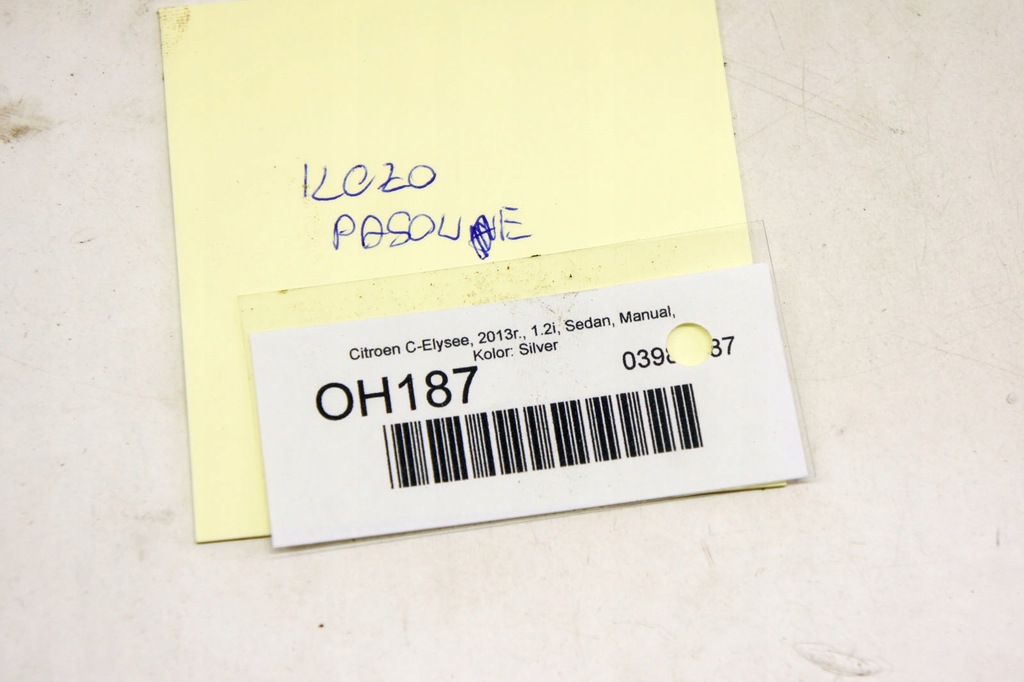 KOŁO
PASOWE
Citroen C-Elysee, 2013r., 1.2i, Sedan, Manual,
Kolor: Silver
OH187